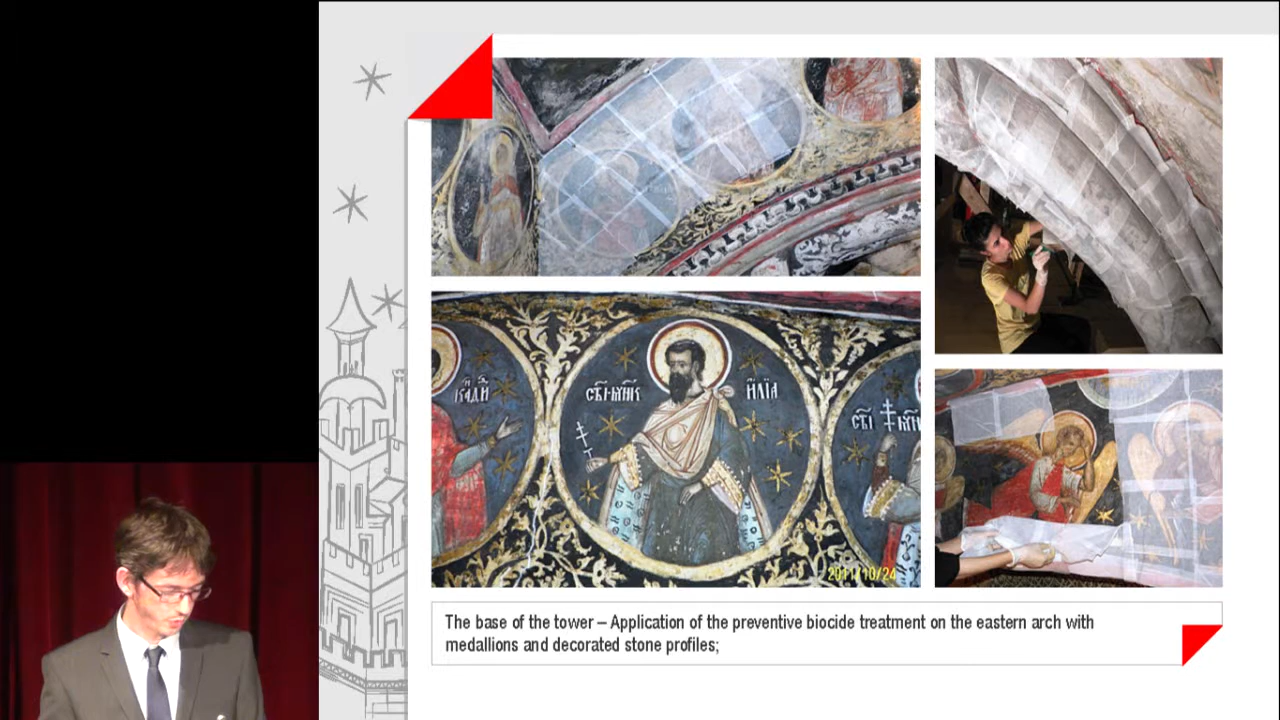 2011/10/24
The base of the tower – Application of the preventive biocide treatment on the eastern arch with
medallions and decorated stone profiles;